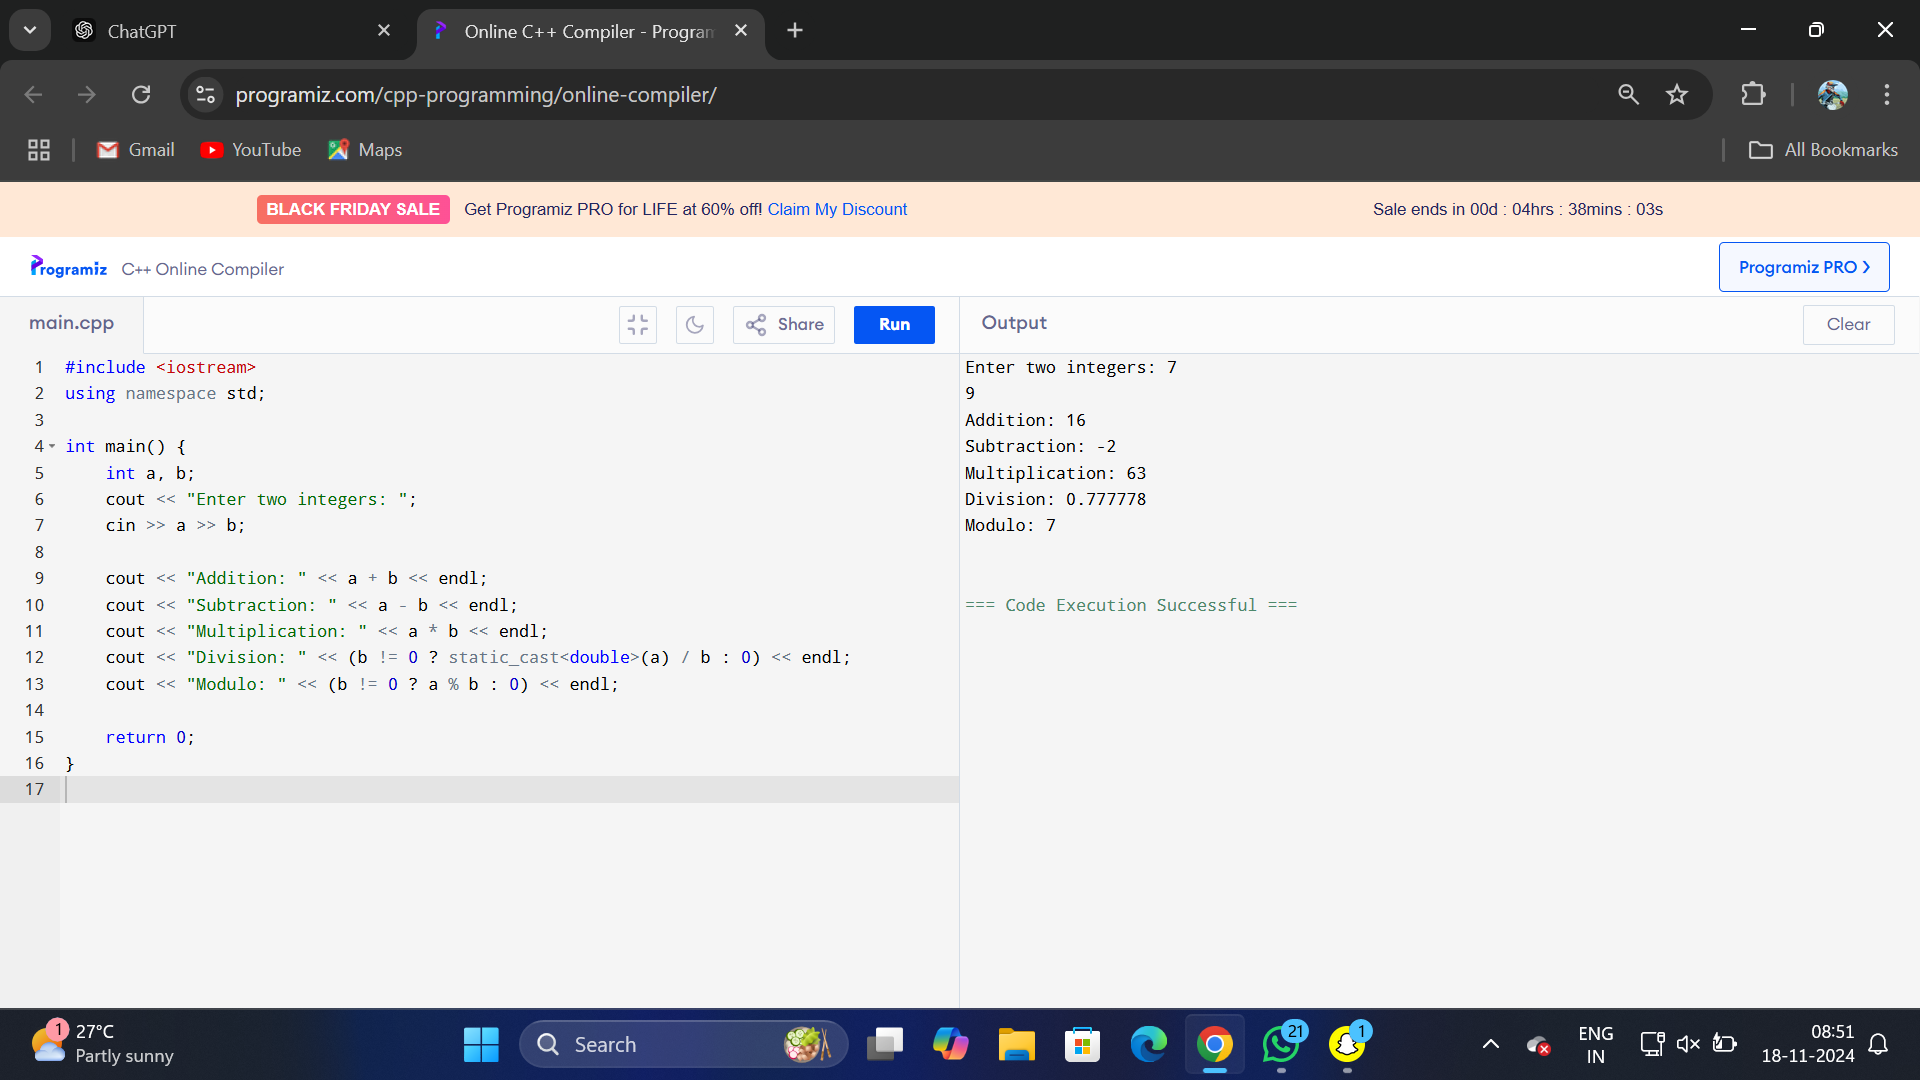 ChatGPT
Online C++ Compiler - Program
programiz.com/cpp-programming/online-compiler/
Gmail
YouTube
Maps
All Bookmarks
BLACK FRIDAY SALE Get Programiz PRO for LIFE at 60% off! Claim My Discount
Sale ends in 00d : 04hrs : 38mins : 03s
Programiz C++ Online Compiler
Programiz PRO ❯
main.cpp
Share
Run
1 #include <iostream>
2 using namespace std;
3
4 int main() {
5     int a, b;
6     cout << "Enter two integers: ";
7     cin >> a >> b;
8
9     cout << "Addition: " << a + b << endl;
10     cout << "Subtraction: " << a - b << endl;
11     cout << "Multiplication: " << a * b << endl;
12     cout << "Division: " << (b != 0 ? static_cast<double>(a) / b : 0) << endl;
13     cout << "Modulo: " << (b != 0 ? a % b : 0) << endl;
14
15     return 0;
16 }
17
Output
Clear
Enter two integers: 7
9
Addition: 16
Subtraction: -2
Multiplication: 63
Division: 0.777778
Modulo: 7
=== Code Execution Successful ===
1
27°C
Partly sunny
Search
21
1
ENG
IN
08:51
18-11-2024